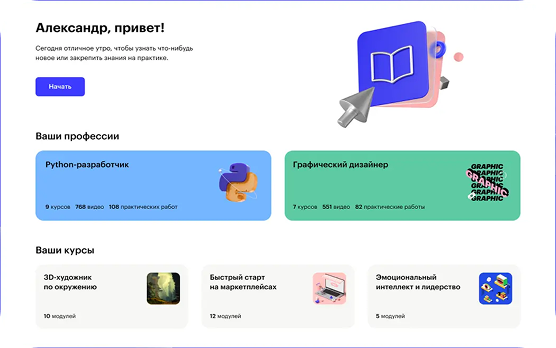 Александр, привет!
Сегодня отличное утро, чтобы узнать что-нибудь
новое или закрепить знания на практике.
Начать
Ваши профессии
Python-разработчик
9 курсов 768 видео 108 практических работ
Графический дизайнер
GRAPHIC
GRAPHIC
GRAPHIC
GRAPHIC
GRAPHIC
7 курсов 551 видео 82 практические работы
Ваши курсы
3D-художник
по окружению
10 модулей
Быстрый старт
на маркетплейсах
12 модулей
Эмоциональный
интеллект и лидерство
5 модулей